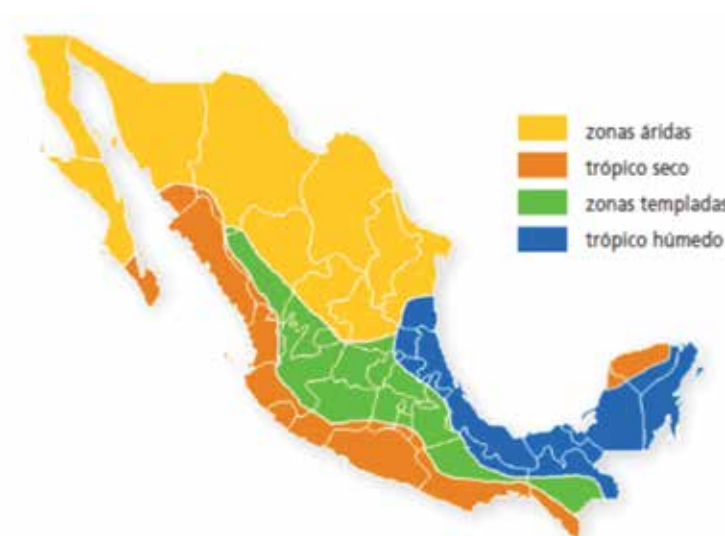 zonas áridas
trópico seco
zonas templadas
trópico húmedo